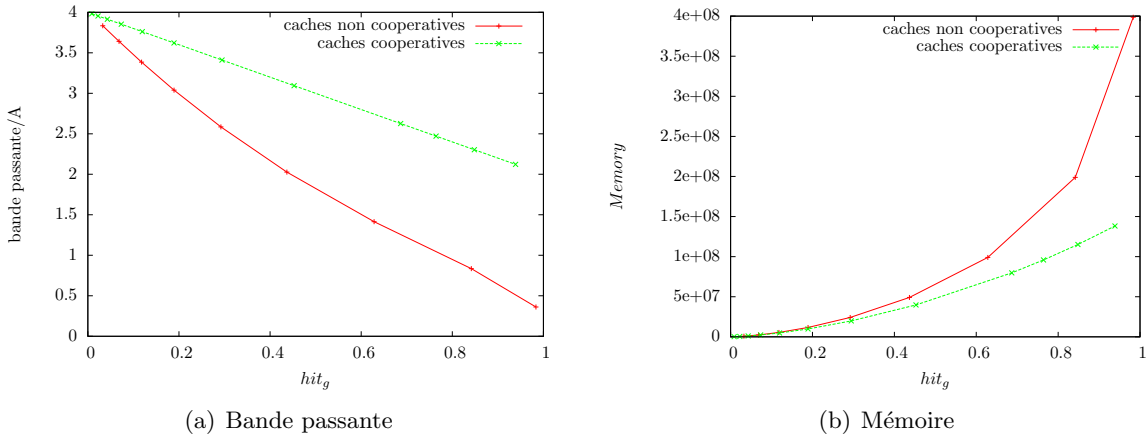 4
3.5
3
2.5
2
1.5
1
0.5
0
0
0.2
0.4
0.6
0.8
1
bande passante/A
hit_g
caches non cooperatives
caches cooperatives
(a) Bande passante
4e+08
3.5e+08
3e+08
2.5e+08
2e+08
1.5e+08
1e+08
5e+07
0
0
0.2
0.4
0.6
0.8
1
Memory
hit_g
caches non cooperatives
caches cooperatives
(b) Mémoire